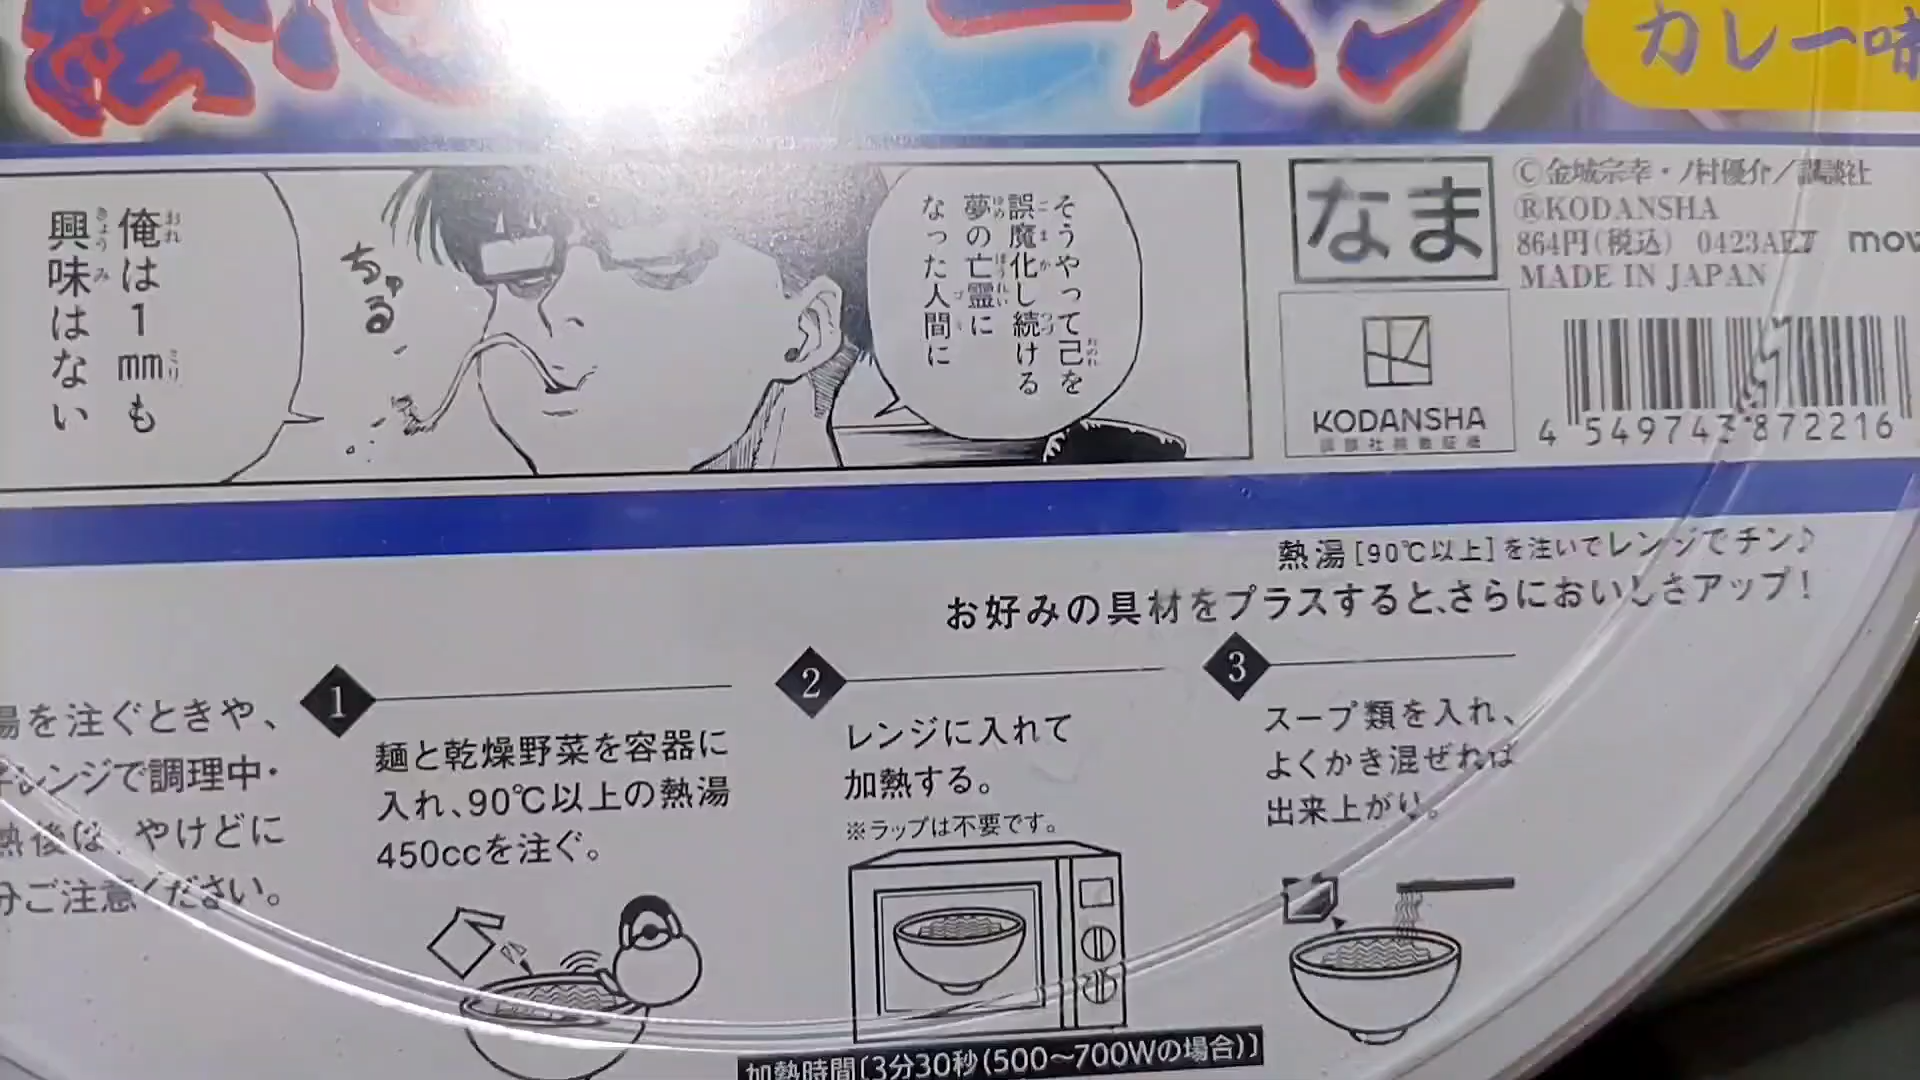 ラーメン
カレー味
そうやって己を
誤魔化し続ける
夢の亡霊に
なった人間に
ちゅる
俺は1mmも
興味はない
なま
©金城宗幸・ノ村優介/講談社
®KODANSHA
864円(税込) 0423AET mov
MADE IN JAPAN
KODANSHA
4 549743 872216
熱湯[90℃以上]を注いでレンジでチン♪
お好みの具材をプラスすると、さらにおいしさアップ!
湯を注ぐときや、
レンジで調理中・
熱後は、やけどに
分ご注意ください。
1
麺と乾燥野菜を容器に
入れ、90℃以上の熱湯
450ccを注ぐ。
2
レンジに入れて
加熱する。
※ラップは不要です。
加熱時間[3分30秒(500~700Wの場合)]
3
スープ類を入れ、
よくかき混ぜれば
出来上がり。